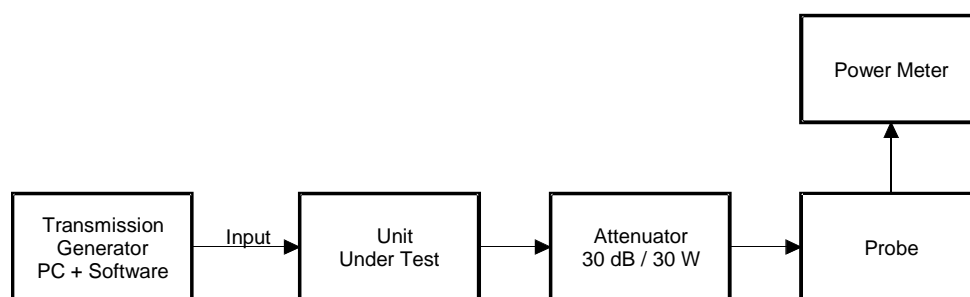 Power Meter
Transmission
Generator
PC + Software
Input
Unit
Under Test
Attenuator
30 dB / 30 W
Probe